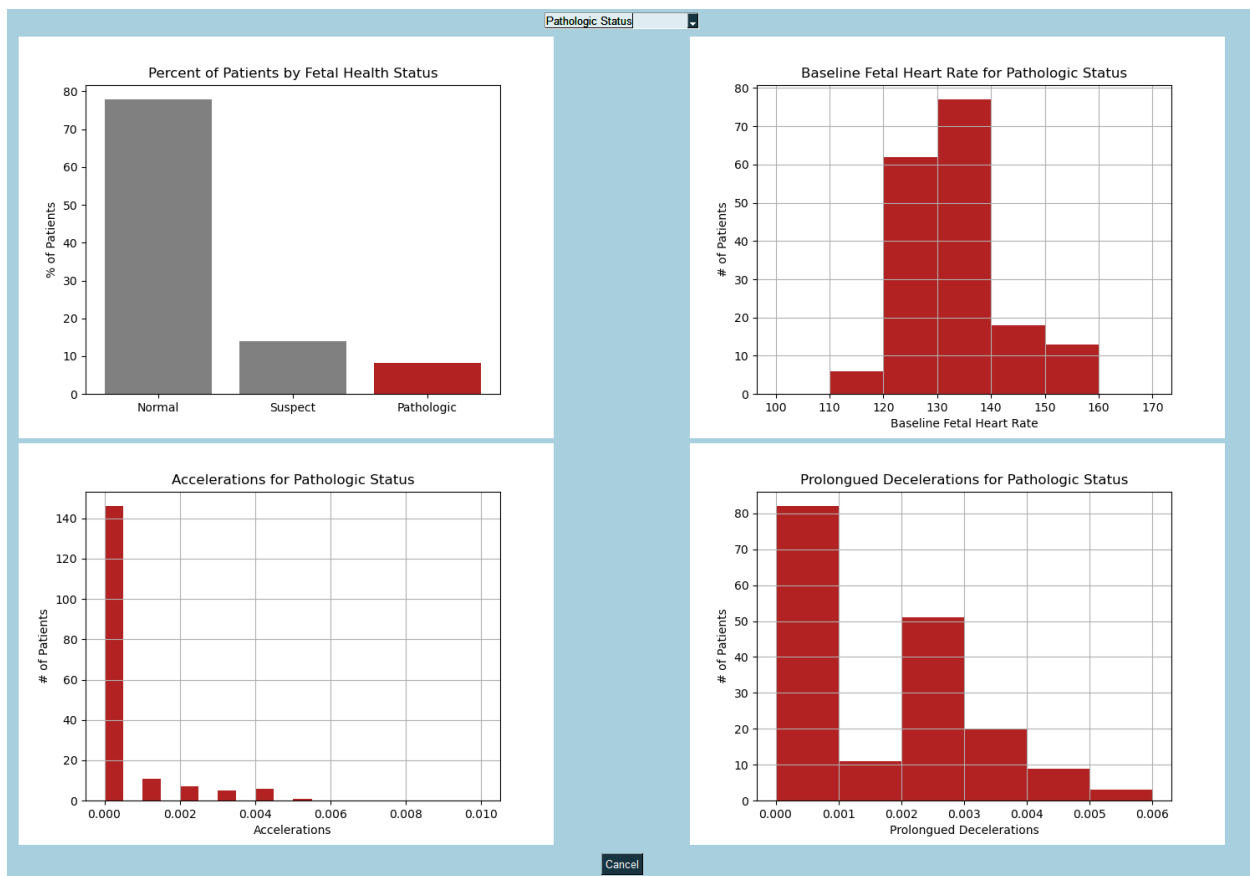 Pathologic Status
Percent of Patients by Fetal Health Status
80
70
60
50
40
30
20
10
0
% of Patients
Normal Suspect Pathologic
Baseline Fetal Heart Rate for Pathologic Status
80
70
60
50
40
30
20
10
0
# of Patients
100 110 120 130 140 150 160 170
Baseline Fetal Heart Rate
Accelerations for Pathologic Status
140
120
100
80
60
40
20
0
# of Patients
0.000 0.002 0.004 0.006 0.008 0.010
Accelerations
Prolongued Decelerations for Pathologic Status
80
70
60
50
40
30
20
10
0
# of Patients
0.000 0.001 0.002 0.003 0.004 0.005 0.006
Prolongued Decelerations
Cancel